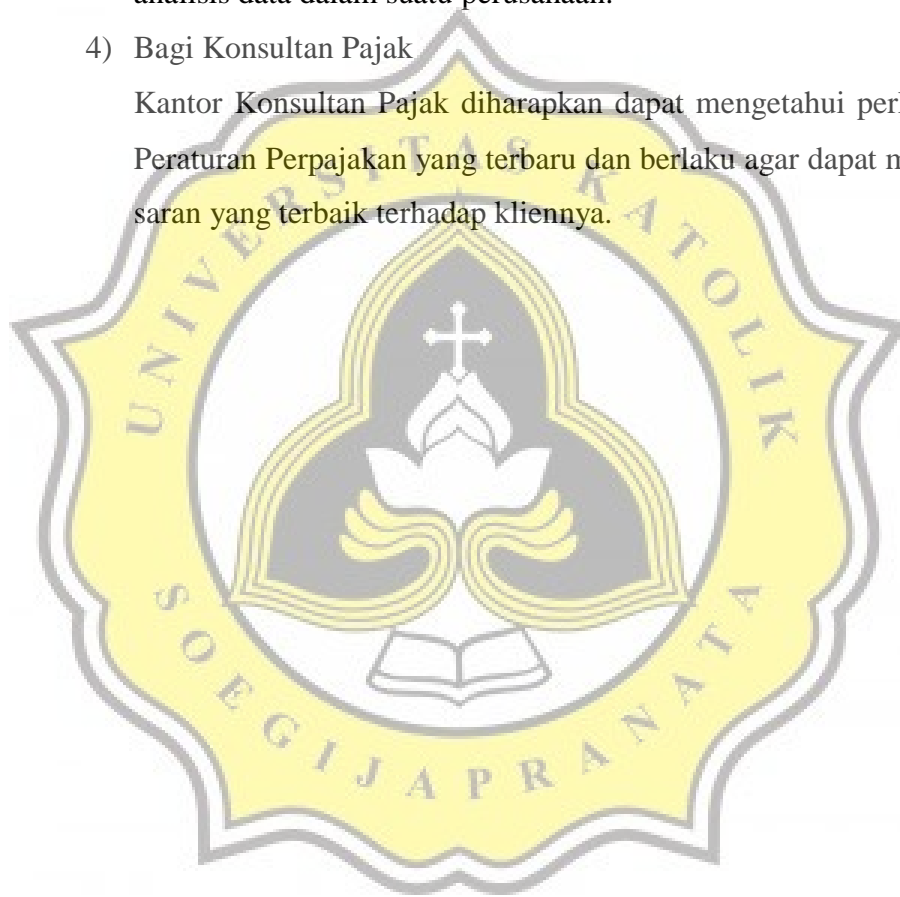 analisis data dalam suatu perusahaan.
4) Bagi Konsultan Pajak
Kantor Konsultan Pajak diharapkan dapat mengetahui
Peraturan Perpajakan yang terbaru dan berlaku agar dapat
saran yang terbaik terhadap kliennya.
UNIVERSITAS KATOLIK
SOEGIJAPRANATA